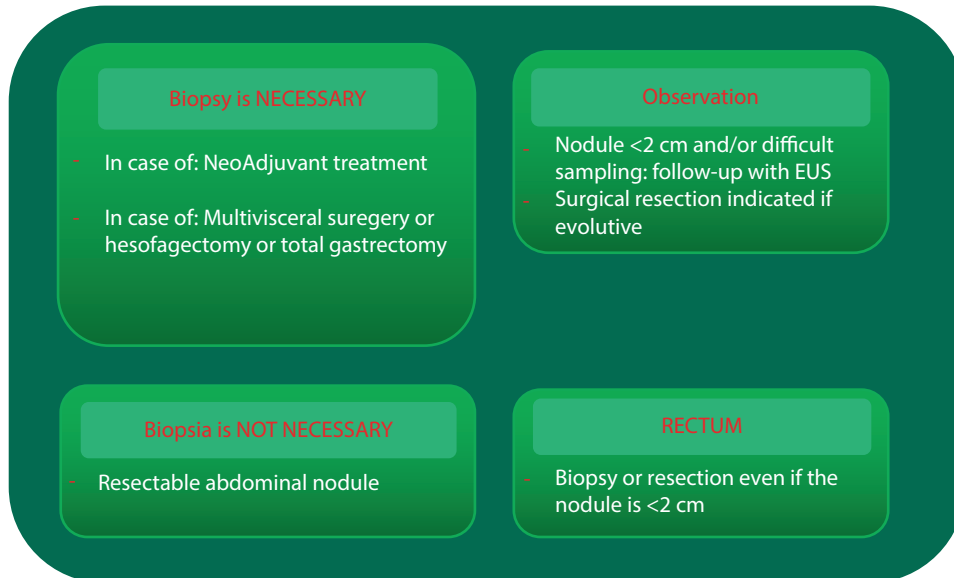 Biopsy is NECESSARY
- In case of: NeoAdjuvant treatment
- In case of: Multivisceral suregery or
hesofagectomy or total gastrectomy
Observation
- Nodule <2 cm and/or difficult
sampling: follow-up with EUS
- Surgical resection indicated if
evolutive
Biopsia is NOT NECESSARY
- Resectable abdominal nodule
RECTUM
- Biopsy or resection even if the
nodule is <2 cm